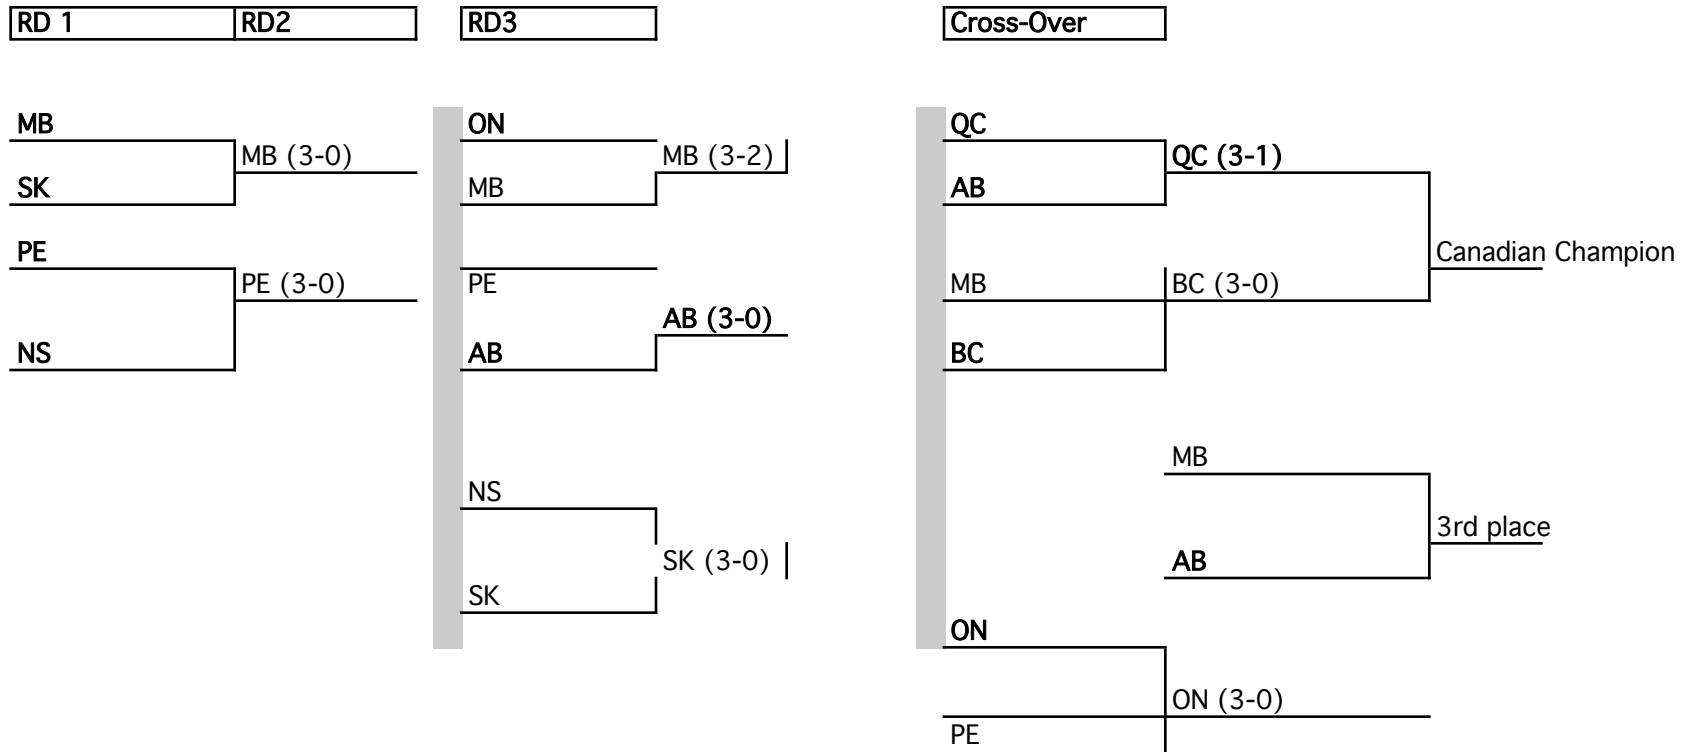 RD 1 RD2 RD3 Cross-Over
MB ON QC
MB (3-0) MB (3-2) QC (3-1)
SK MB AB
PE Canadian Champion
PE (3-0) PE MB BC (3-0)
AB (3-0)
NS AB BC
MB
NS
3rd place
SK (3-0) AB
SK
ON
ON (3-0)
PE